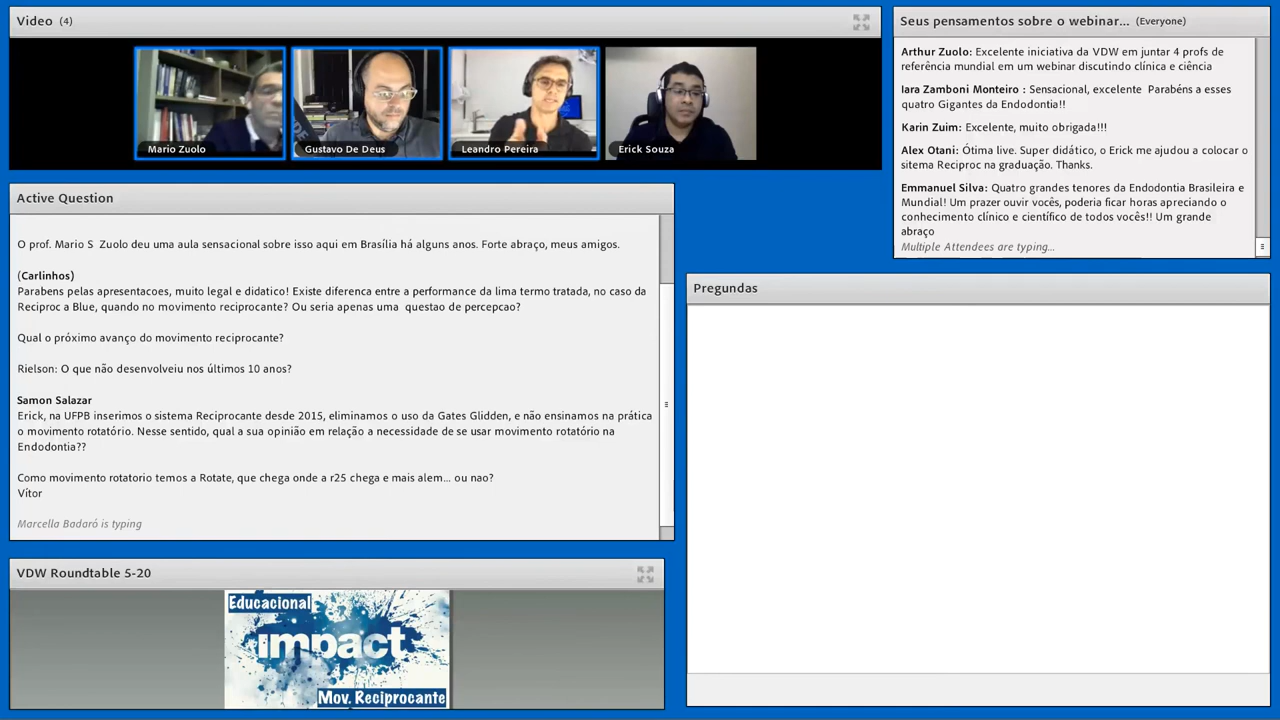 Video (4)
Mario Zuolo
Gustavo De Deus
Leandro Pereira
Erick Souza
Seus pensamentos sobre o webinar... (Everyone)
Arthur Zuolo: Excelente iniciativa da VDW em juntar 4 profs de
referência mundial em um webinar discutindo clínica e ciência
Iara Zamboni Monteiro : Sensacional, excelente Parabéns a esses
quatro Gigantes da Endodontia!!
Karin Zuim: Excelente, muito obrigada!!!
Alex Otani: Ótima live. Super didático, o Erick me ajudou a colocar o
sitema Reciproc na graduação. Thanks.
Emmanuel Silva: Quatro grandes tenores da Endodontia Brasileira e
Mundial! Um prazer ouvir vocês, poderia ficar horas apreciando o
conhecimento clínico e científico de todos vocês!! Um grande
abraço
Multiple Attendees are typing...
Active Question
O prof. Mario S Zuolo deu uma aula sensacional sobre isso aqui em Brasília há alguns anos. Forte abraço, meus amigos.
(Carlinhos)
Parabens pelas apresentacoes, muito legal e didatico! Existe diferenca entre a performance da lima termo tratada, no caso da
Reciproc a Blue, quando no movimento reciprocante? Ou seria apenas uma questao de percepcao?
Qual o próximo avanço do movimento reciprocante?
Rielson: O que não desenvolveiu nos últimos 10 anos?
Samon Salazar
Erick, na UFPB inserimos o sistema Reciprocante desde 2015, eliminamos o uso da Gates Glidden, e não ensinamos na prática
o movimento rotatório. Nesse sentido, qual a sua opinião em relação a necessidade de se usar movimento rotatório na
Endodontia??
Como movimento rotatorio temos a Rotate, que chega onde a r25 chega e mais alem... ou nao?
Vítor
Marcella Badaró is typing
Pregundas
VDW Roundtable 5-20
Educacional
impact
Mov. Reciprocante